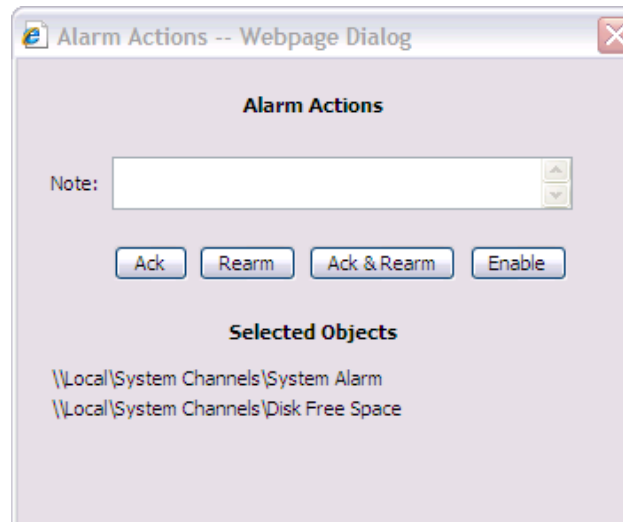 Alarm Actions -- Webpage Dialog
Alarm Actions
Note:
Ack Rearm Ack & Rearm Enable
Selected Objects
\\Local\System Channels\System Alarm
\\Local\System Channels\Disk Free Space